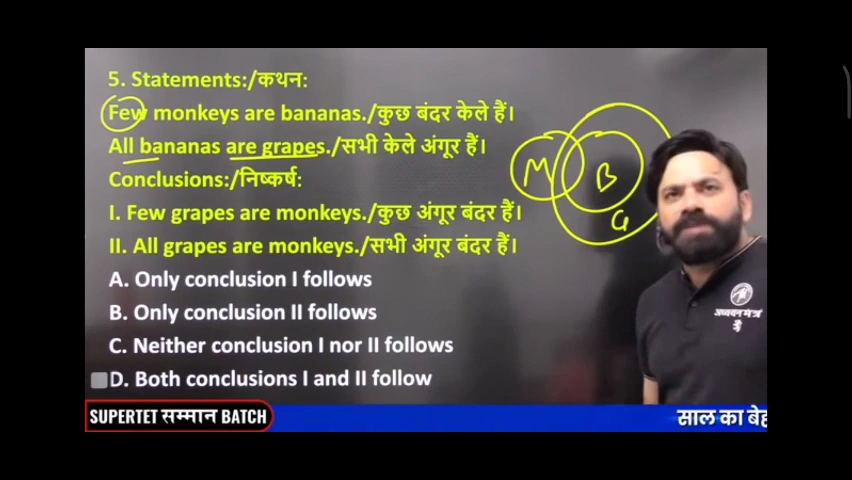 5. Statements:/कथन:
Few monkeys are bananas./कुछ बंदर केले हैं।
All bananas are grapes./सभी केले अंगूर हैं।
Conclusions:/निष्कर्ष:
I. Few grapes are monkeys./कुछ अंगूर बंदर हैं।
II. All grapes are monkeys./सभी अंगूर बंदर हैं।
A. Only conclusion I follows
B. Only conclusion II follows
C. Neither conclusion I nor II follows
D. Both conclusions I and II follow
M
B
G
अध्ययन मंत्रा
SUPERTET सम्मान BATCH
साल का